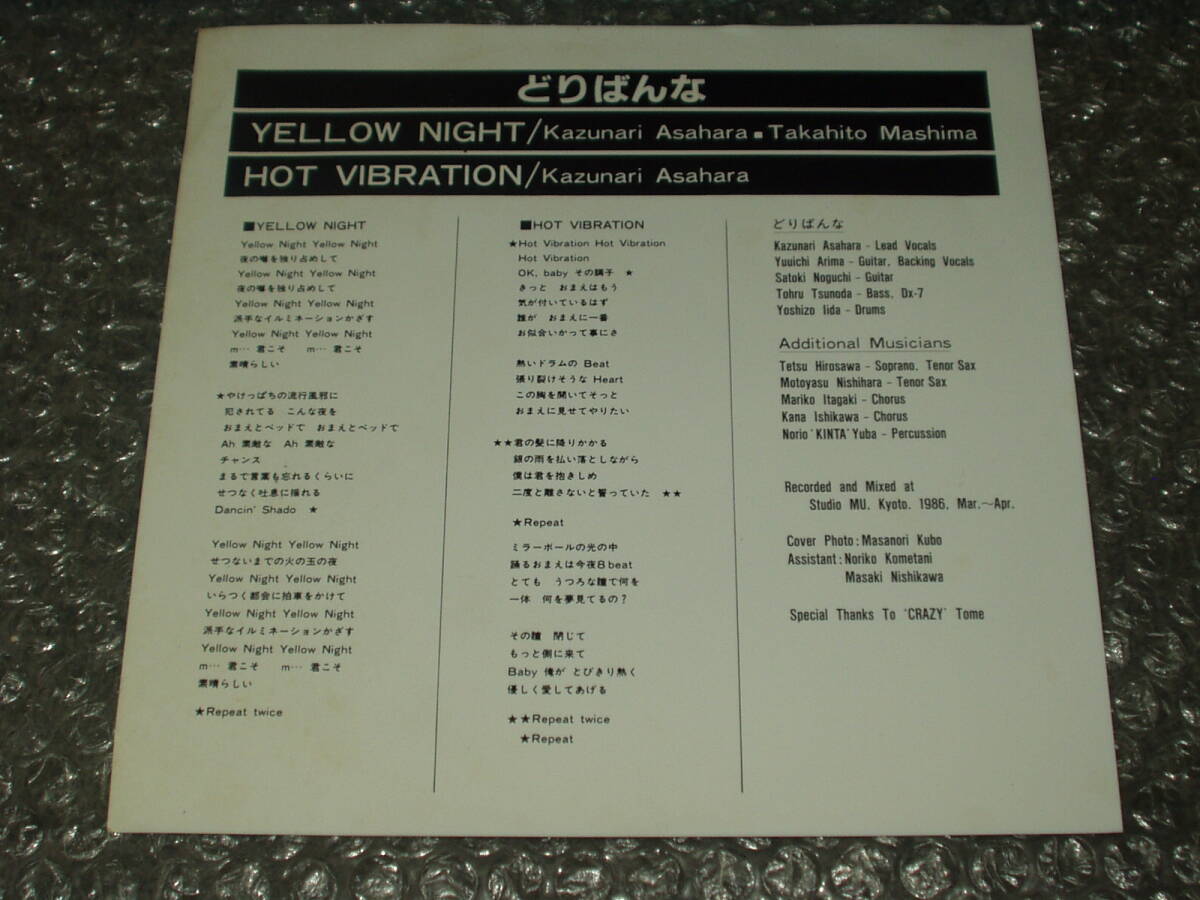 どりばんな
YELLOW NIGHT/Kazunari Asahara ■ Takahito Mashima
HOT VIBRATION/Kazunari Asahara
■YELLOW NIGHT
Yellow Night Yellow Night
夜の噂を独り占めして
Yellow Night Yellow Night
夜の噂を独り占めして
Yellow Night Yellow Night
派手なイルミネーションかざす
Yellow Night Yellow Night
m… 君こそ m… 君こそ
素晴らしい
★やけっぱちの流行風邪に
犯されてる こんな夜を
おまえとベッドで おまえとベッドで
Ah 素敵な Ah 素敵な
チャンス
まるで言葉も忘れるくらいに
せつなく吐息に揺れる
Dancin' Shado ★
Yellow Night Yellow Night
せつないまでの火の玉の夜
Yellow Night Yellow Night
いらつく都会に拍車をかけて
Yellow Night Yellow Night
派手なイルミネーションかざす
Yellow Night Yellow Night
m… 君こそ m… 君こそ
素晴らしい
★Repeat twice
■HOT VIBRATION
★Hot Vibration Hot Vibration
Hot Vibration
OK, baby その調子 ★
きっと おまえはもう
気が付いているはず
誰が おまえに一番
お似合いかって事にさ
熱いドラムの Beat
張り裂けそうな Heart
この胸を開いてそっと
おまえに見せてやりたい
★★君の髪に降りかかる
銀の雨を払い落としながら
僕は君を抱きしめ
二度と離さないと誓っていた ★★
★Repeat
ミラーボールの光の中
踊るおまえは今夜8beat
とても うつろな瞳で何を
一体 何を夢見てるの?
その瞳 閉じて
もっと側に来て
Baby 俺が とびきり熱く
優しく愛してあげる
★★Repeat twice
★Repeat
どりばんな
Kazunari Asahara - Lead Vocals
Yuuichi Arima - Guitar, Backing Vocals
Satoki Noguchi - Guitar
Tohru Tsunoda - Bass, Dx-7
Yoshizo Iida - Drums
Additional Musicians
Tetsu Hirosawa - Soprano, Tenor Sax
Motoyasu Nishihara - Tenor Sax
Mariko Itagaki - Chorus
Kana Ishikawa - Chorus
Norio "KINTA" Yuba - Percussion
Recorded and Mixed at
Studio MU, Kyoto. 1986, Mar.〜Apr.
Cover Photo : Masanori Kubo
Assistant : Noriko Kometani
Masaki Nishikawa
Special Thanks To "CRAZY" Tome